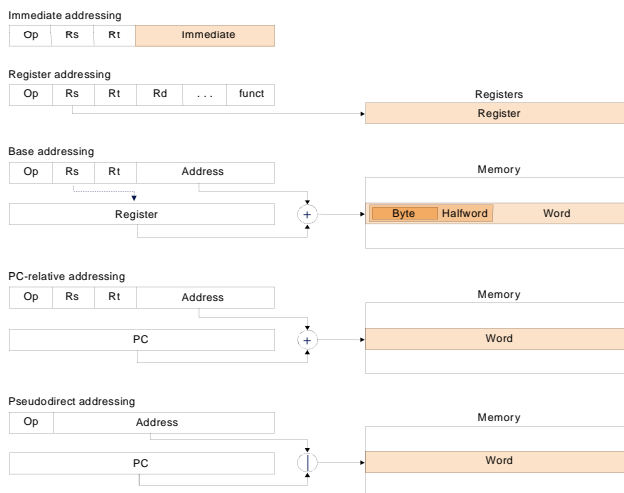 Immediate addressing
Op Rs Rt Immediate
Register addressing
Op Rs Rt Rd . . . funct
Registers
Register
Base addressing
Op Rs Rt Address
Memory
Register
+
Byte Halfword Word
PC-relative addressing
Op Rs Rt Address
Memory
PC
+
Word
Pseudodirect addressing
Op Address
Memory
PC
|
Word